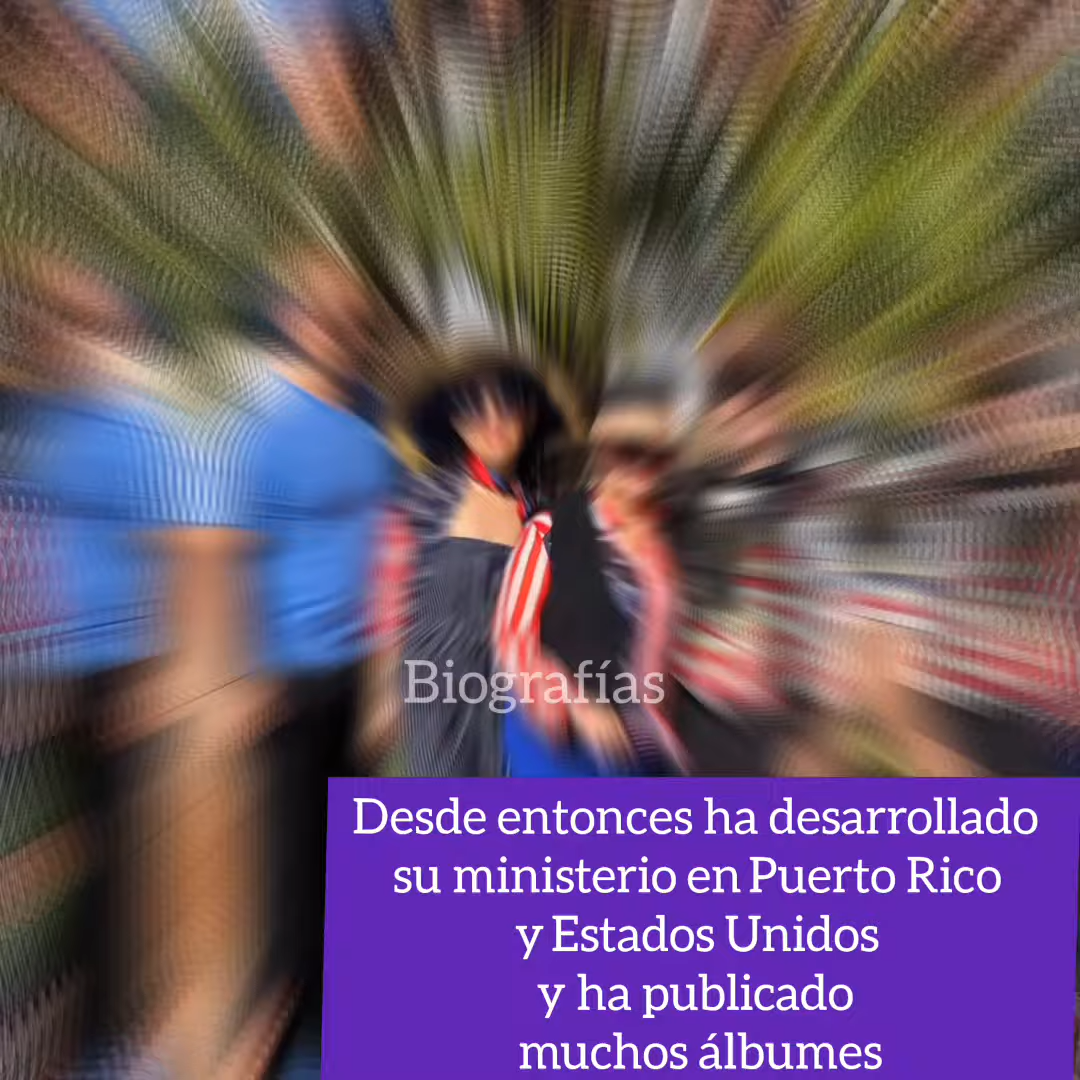 Biografías
Desde entonces ha desarrollado
su ministerio en Puerto Rico
y Estados Unidos
y ha publicado
muchos álbumes